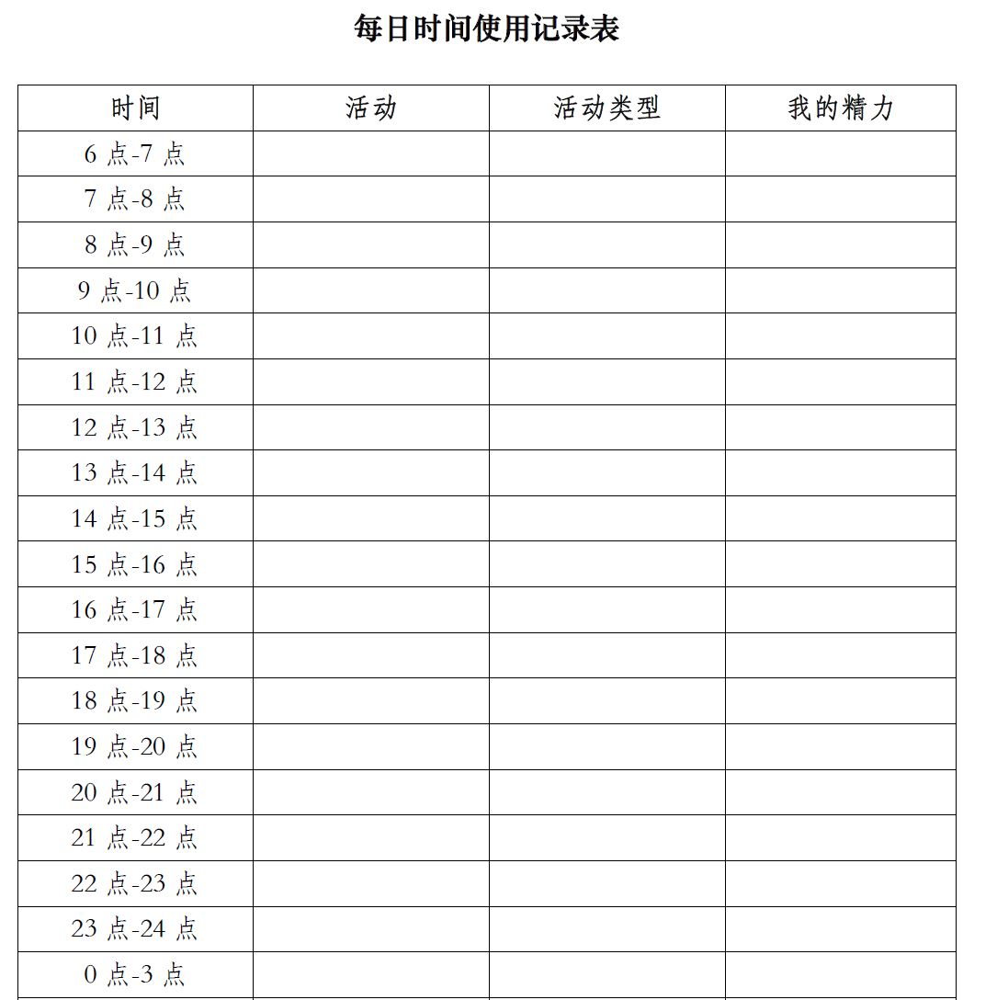 每日时间使用记录表
时间 活动 活动类型 我的精力
6 点-7 点
7 点-8 点
8 点-9 点
9 点-10 点
10 点-11 点
11 点-12 点
12 点-13 点
13 点-14 点
14 点-15 点
15 点-16 点
16 点-17 点
17 点-18 点
18 点-19 点
19 点-20 点
20 点-21 点
21 点-22 点
22 点-23 点
23 点-24 点
0 点-3 点